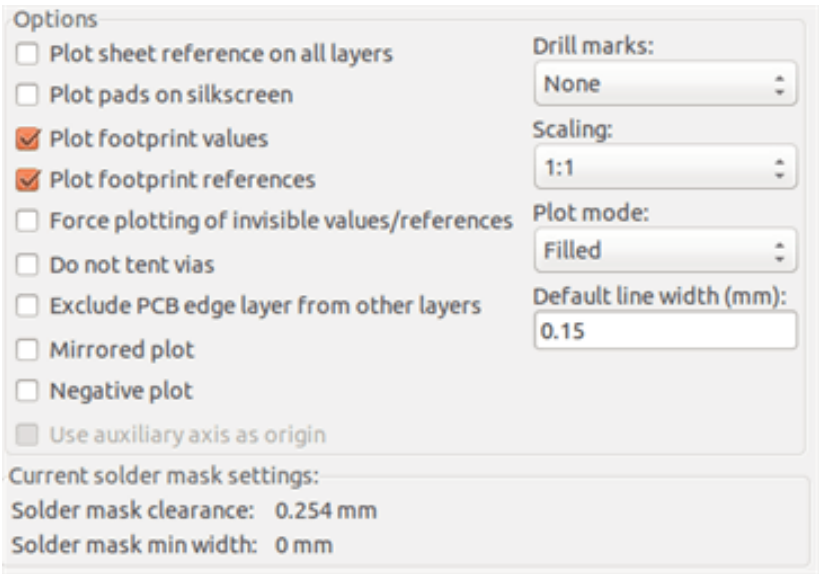 Options
Plot sheet reference on all layers
Plot pads on silkscreen
Plot footprint values
Plot footprint references
Force plotting of invisible values/references
Do not tent vias
Exclude PCB edge layer from other layers
Mirrored plot
Negative plot
Use auxiliary axis as origin
Drill marks:
None
Scaling:
1:1
Plot mode:
Filled
Default line width (mm):
0.15
Current solder mask settings:
Solder mask clearance: 0.254 mm
Solder mask min width: 0 mm